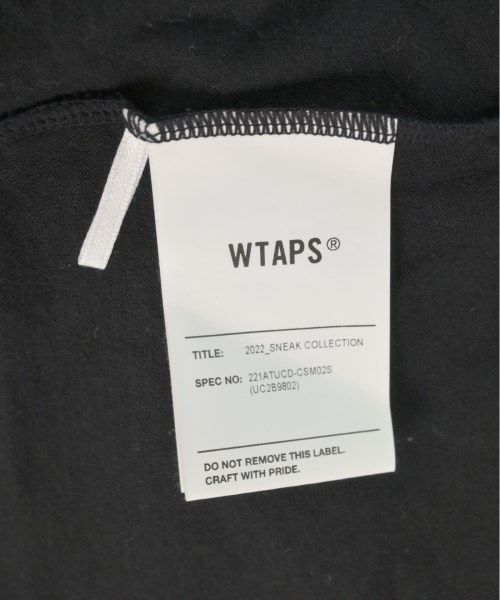 WTAPS®
TITLE: 2022_SNEAK COLLECTION
SPEC NO: 221ATUCD-CSM02S
(UC2B9802)
DO NOT REMOVE THIS LABEL.
CRAFT WITH PRIDE.